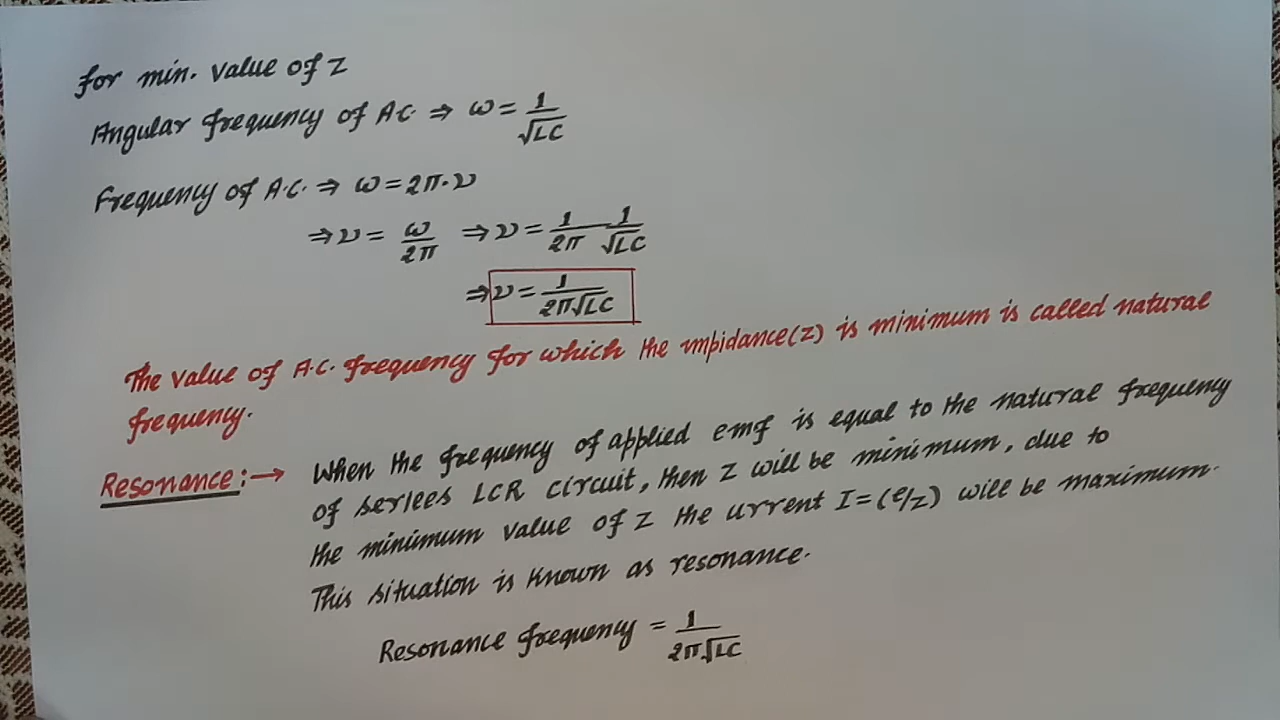 for min. value of Z
Angular frequency of A.C. ⇒ ω = 1/√LC
Frequency of A.C. ⇒ ω = 2π·ν
⇒ ν = ω/2π ⇒ ν = 1/2π 1/√LC
⇒ ν = 1/2π√LC
The value of A.C. frequency for which the impidance(z) is minimum is called natural
frequency.
Resonance:→ When the frequency of applied emf is equal to the natural frequency
of seriees LCR circuit, then Z will be minimum, due to
the minimum value of Z the urrent I = (e/z) will be maximum.
This situation is known as resonance.
Resonance frequency = 1/2π√LC